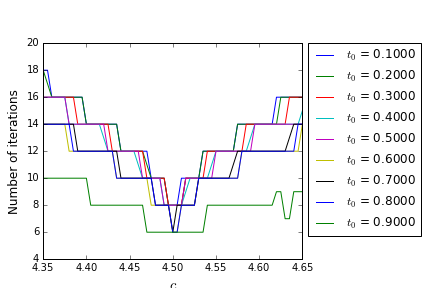 20
18
16
14
12
10
8
6
4
Number of iterations
4.35 4.40 4.45 4.50 4.55 4.60 4.65
c
t₀ = 0.1000
t₀ = 0.2000
t₀ = 0.3000
t₀ = 0.4000
t₀ = 0.5000
t₀ = 0.6000
t₀ = 0.7000
t₀ = 0.8000
t₀ = 0.9000